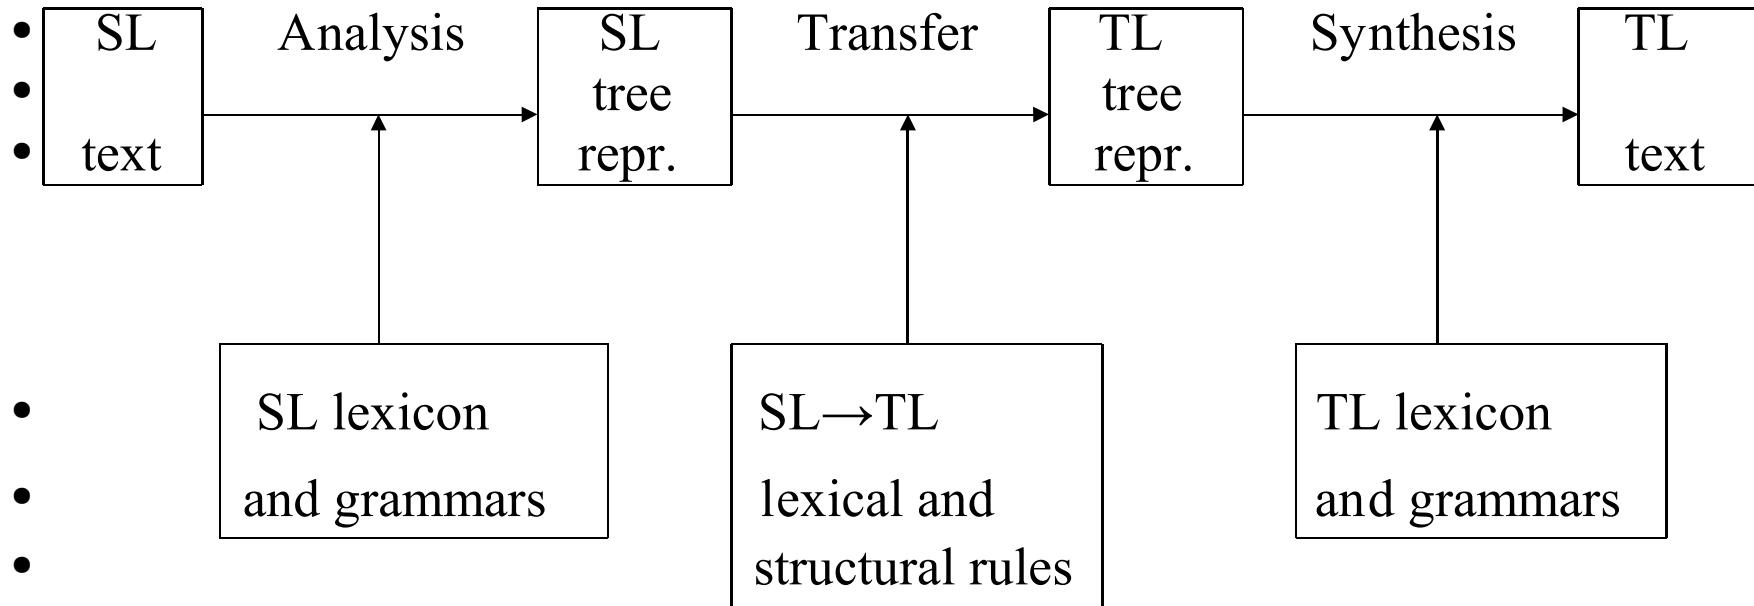 • SL Analysis SL Transfer TL Synthesis TL
• tree tree
• text repr. repr. text
• SL lexicon SL→TL TL lexicon
• and grammars lexical and and grammars
• structural rules